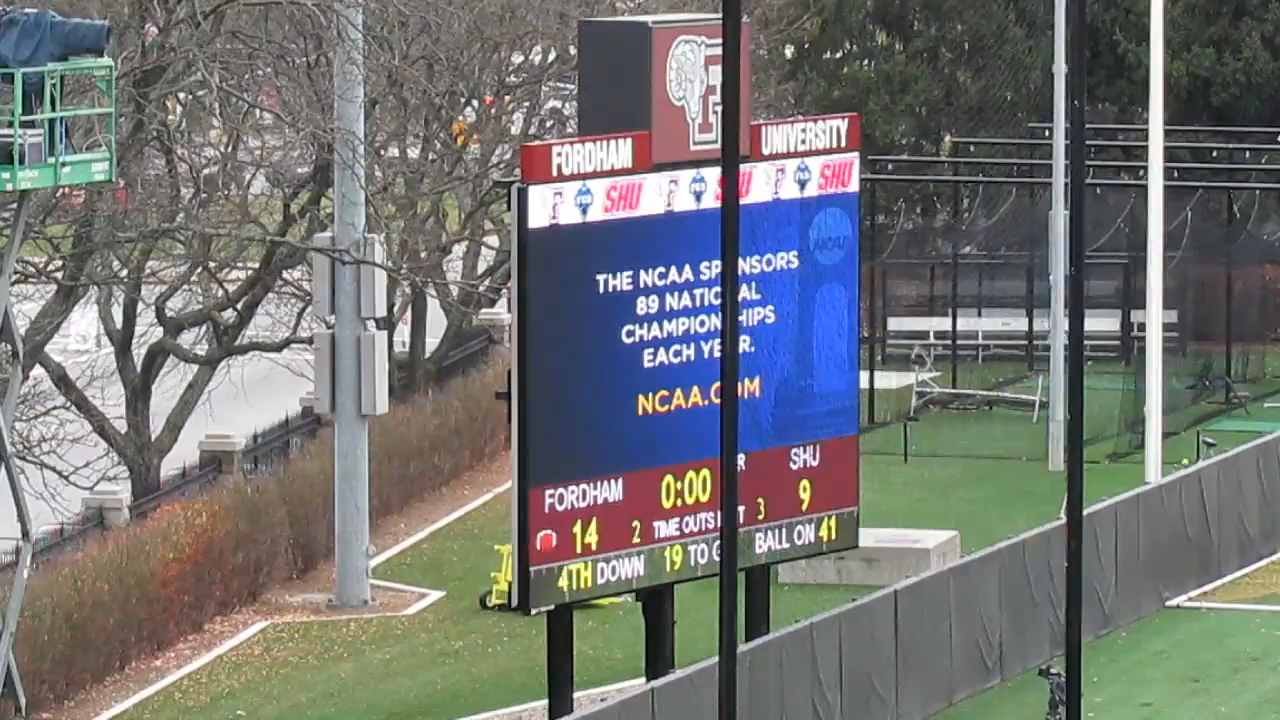 FORDHAM UNIVERSITY
SHU SHU SHU
THE NCAA SPONSORS
89 NATIONAL
CHAMPIONSHIPS
EACH YEAR.
NCAA.COM
FORDHAM 0:00 SHU
14 2 TIME OUTS 3 9
4TH DOWN 19 TO BALL ON 41